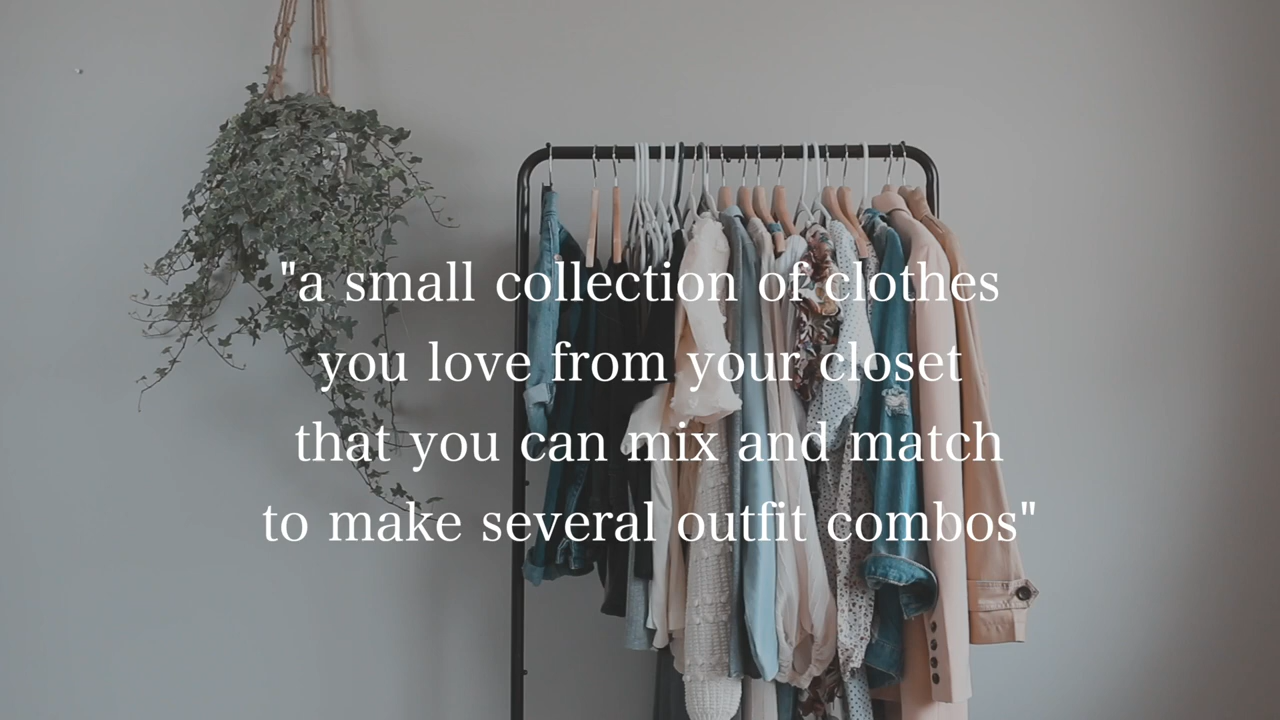 "a small collection of clothes
you love from your closet
that you can mix and match
to make several outfit combos"